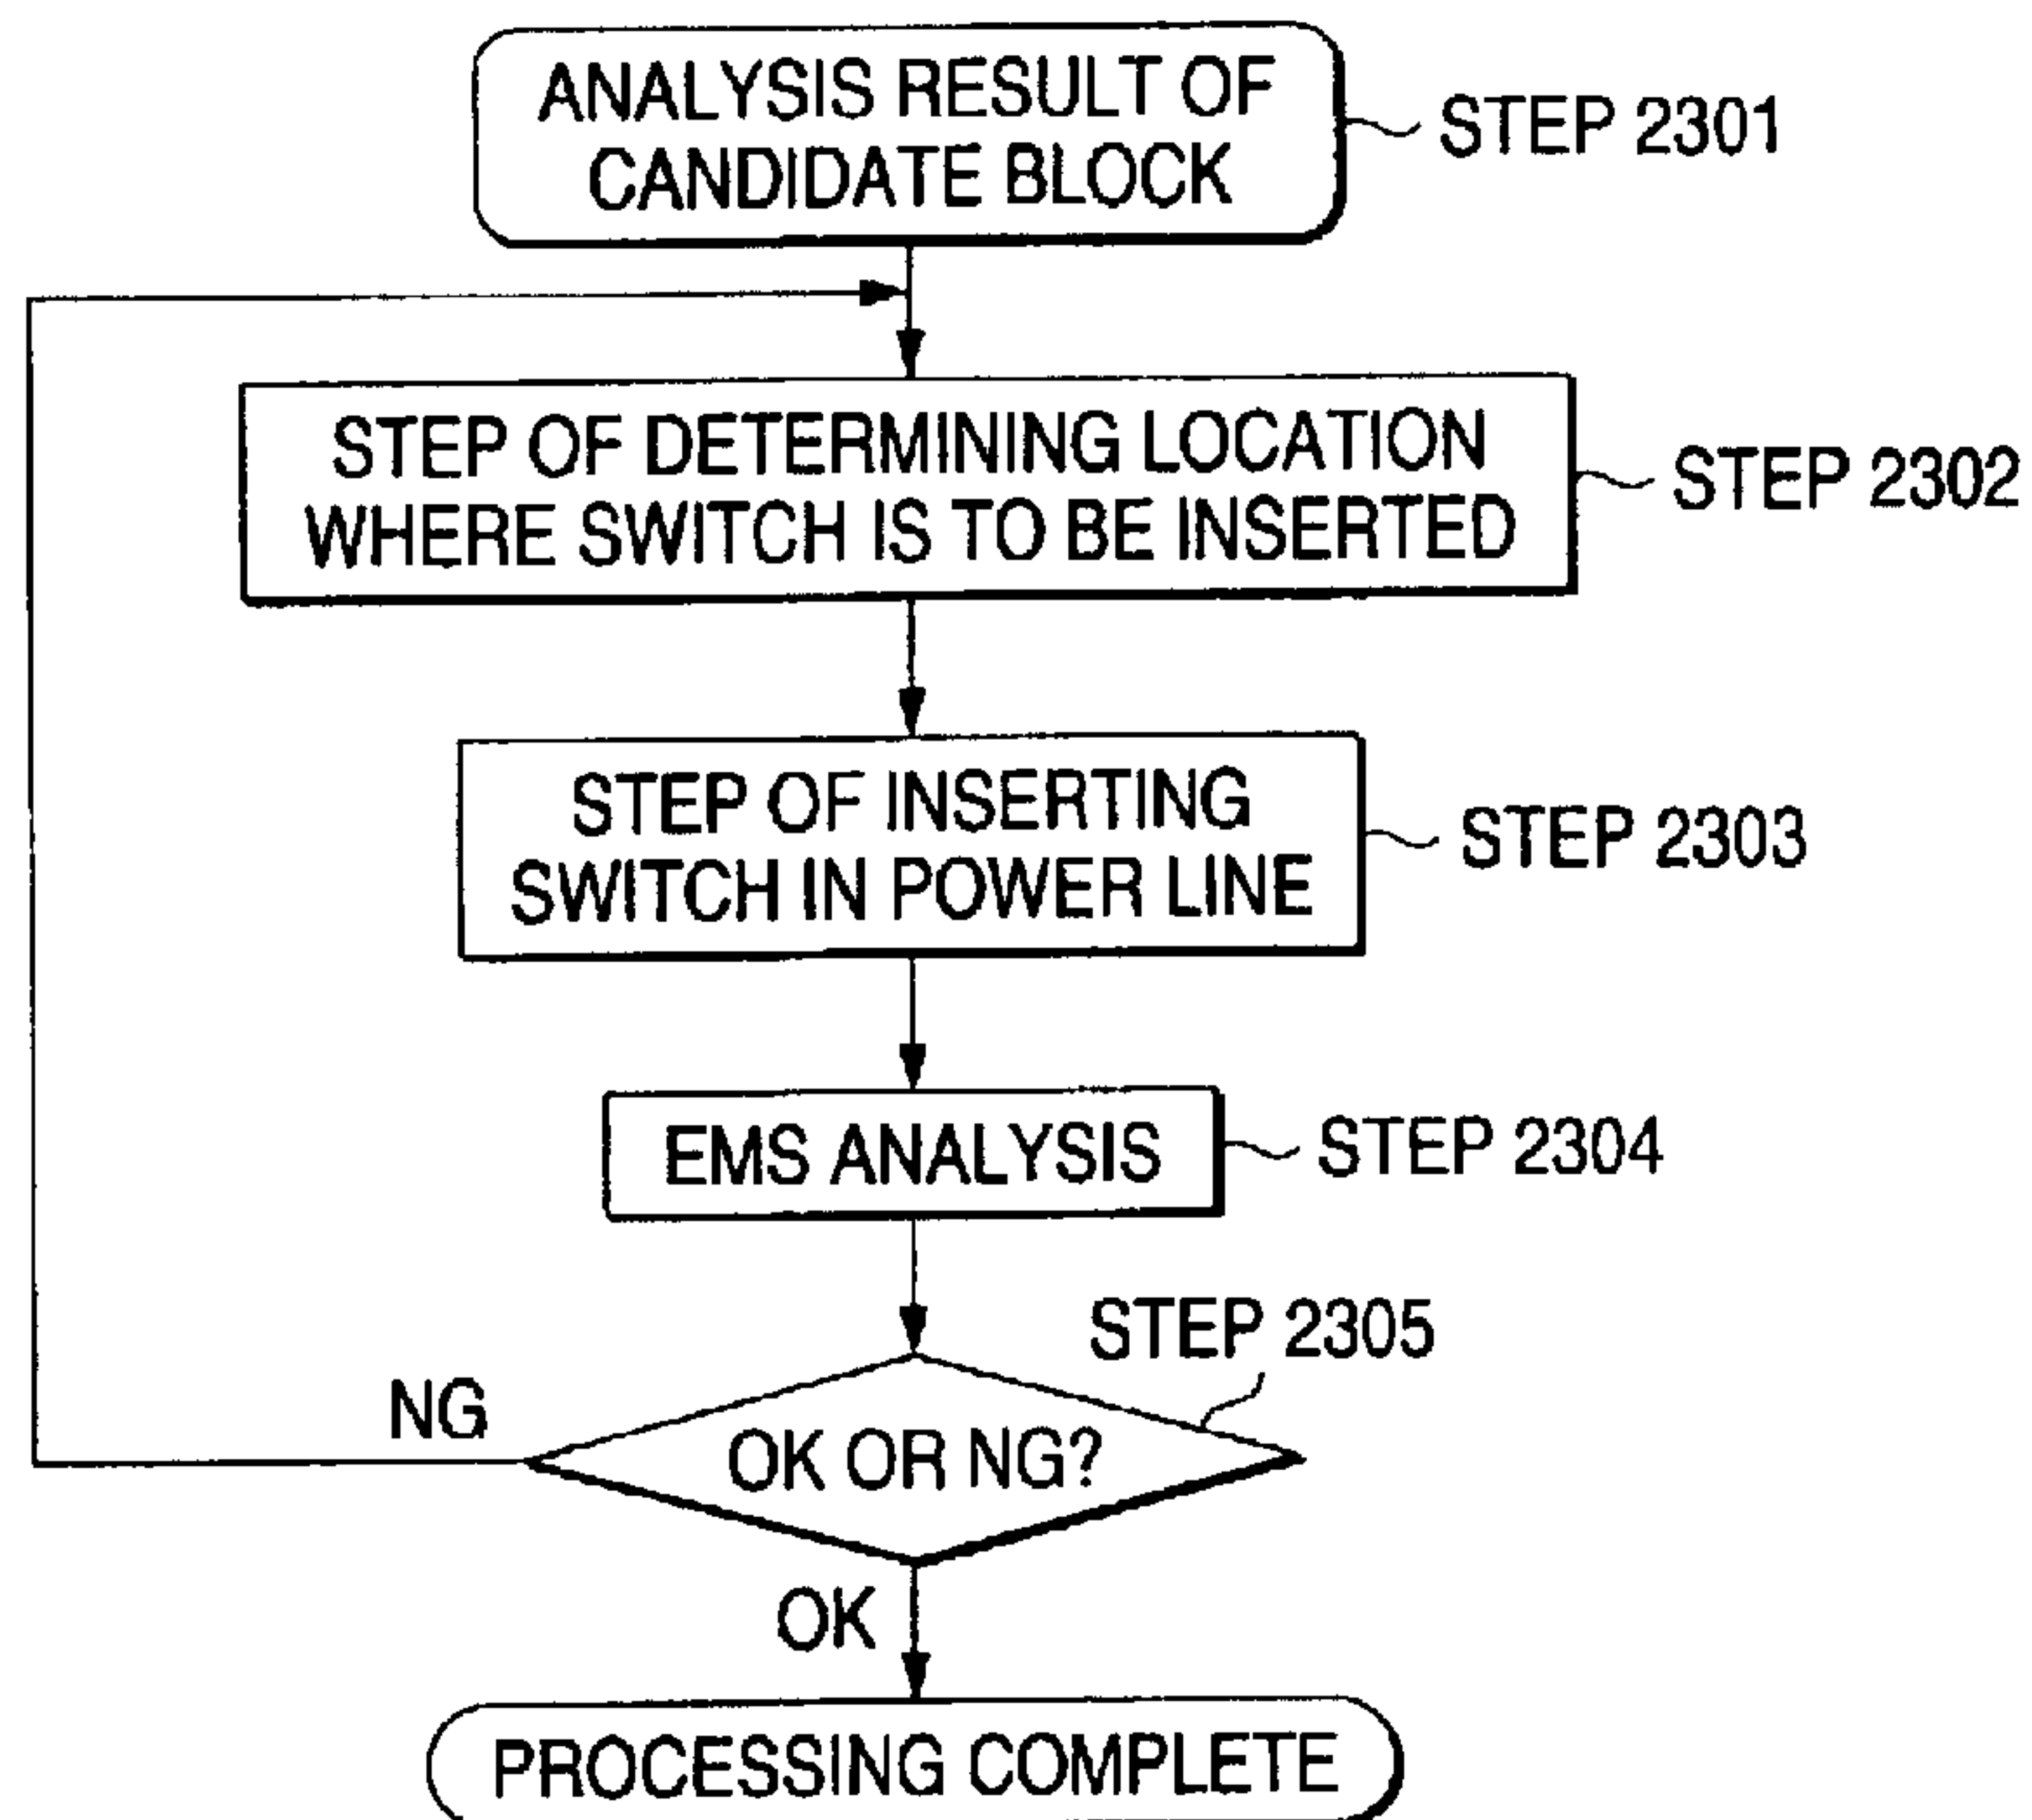 ANALYSIS RESULT OF
CANDIDATE BLOCK
STEP 2301
STEP OF DETERMINING LOCATION
WHERE SWITCH IS TO BE INSERTED
STEP 2302
STEP OF INSERTING
SWITCH IN POWER LINE
STEP 2303
EMS ANALYSIS
STEP 2304
STEP 2305
NG
OK OR NG?
OK
PROCESSING COMPLETE